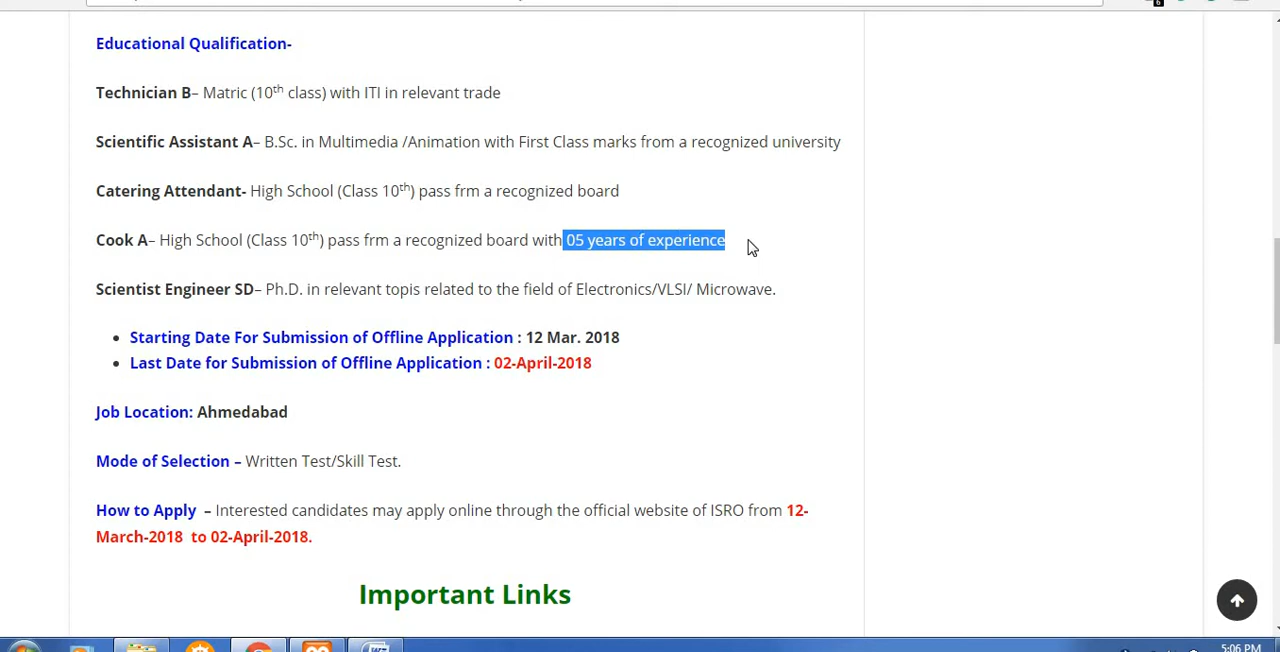 Educational Qualification-
Technician B– Matric (10th class) with ITI in relevant trade
Scientific Assistant A– B.Sc. in Multimedia /Animation with First Class marks from a recognized university
Catering Attendant- High School (Class 10th) pass frm a recognized board
Cook A– High School (Class 10th) pass frm a recognized board with 05 years of experience
Scientist Engineer SD– Ph.D. in relevant topis related to the field of Electronics/VLSI/ Microwave.
• Starting Date For Submission of Offline Application : 12 Mar. 2018
• Last Date for Submission of Offline Application : 02-April-2018
Job Location: Ahmedabad
Mode of Selection – Written Test/Skill Test.
How to Apply – Interested candidates may apply online through the official website of ISRO from 12-
March-2018 to 02-April-2018.
Important Links
5:06 PM